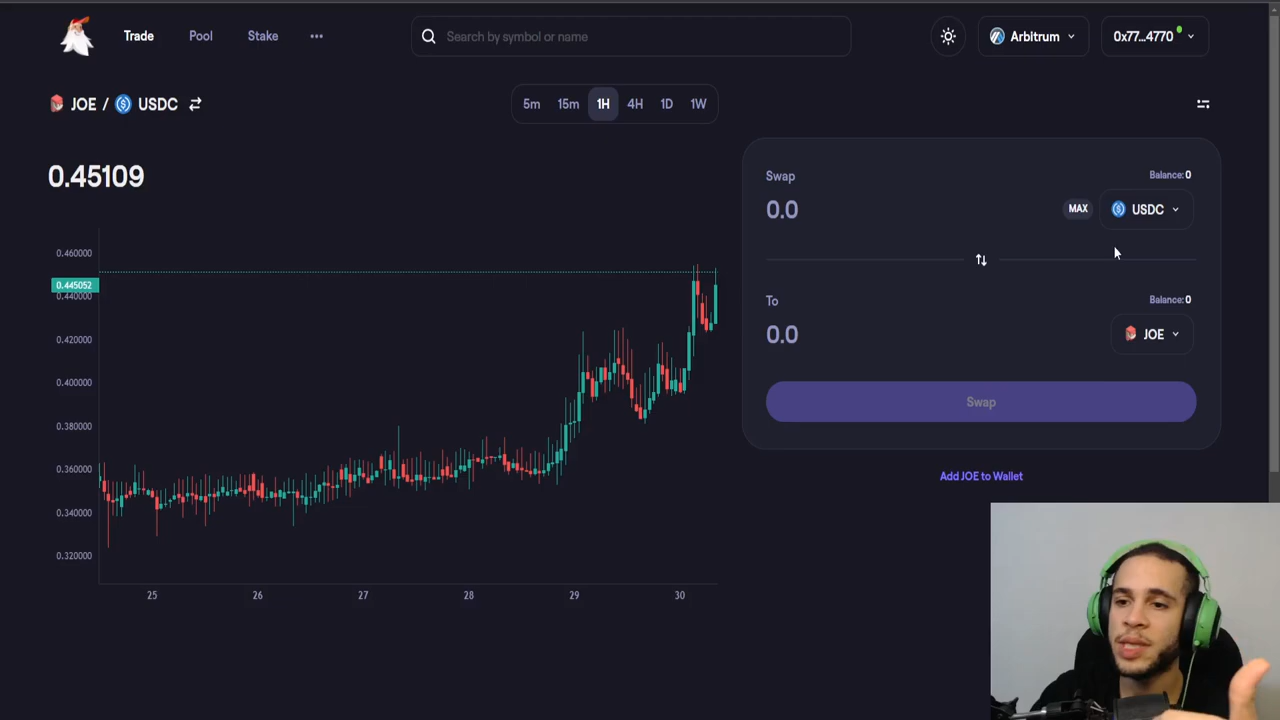 Trade
Pool
Stake
Search by symbol or name
Arbitrum
0x77...4770
JOE / USDC
5m 15m 1H 4H 1D 1W
0.45109
0.460000
0.445052
0.440000
0.420000
0.400000
0.380000
0.360000
0.340000
0.320000
25 26 27 28 29 30
Swap
Balance: 0
0.0
MAX
USDC
To
Balance: 0
0.0
JOE
Swap
Add JOE to Wallet